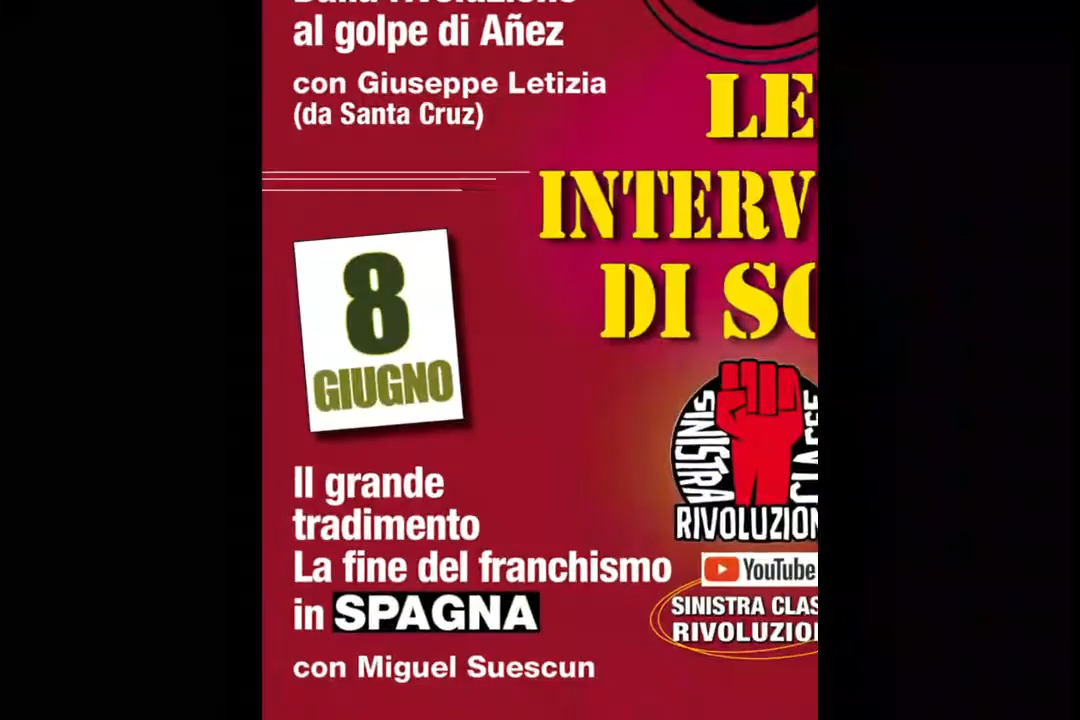 al golpe di Añez
con Giuseppe Letizia
(da Santa Cruz)
LE
INTERV
DI SC
8
GIUGNO
Il grande
tradimento
La fine del franchismo
in SPAGNA
con Miguel Suescun
SINISTRA
RIVOLUZION
YouTube
SINISTRA CLAS
RIVOLUZIO